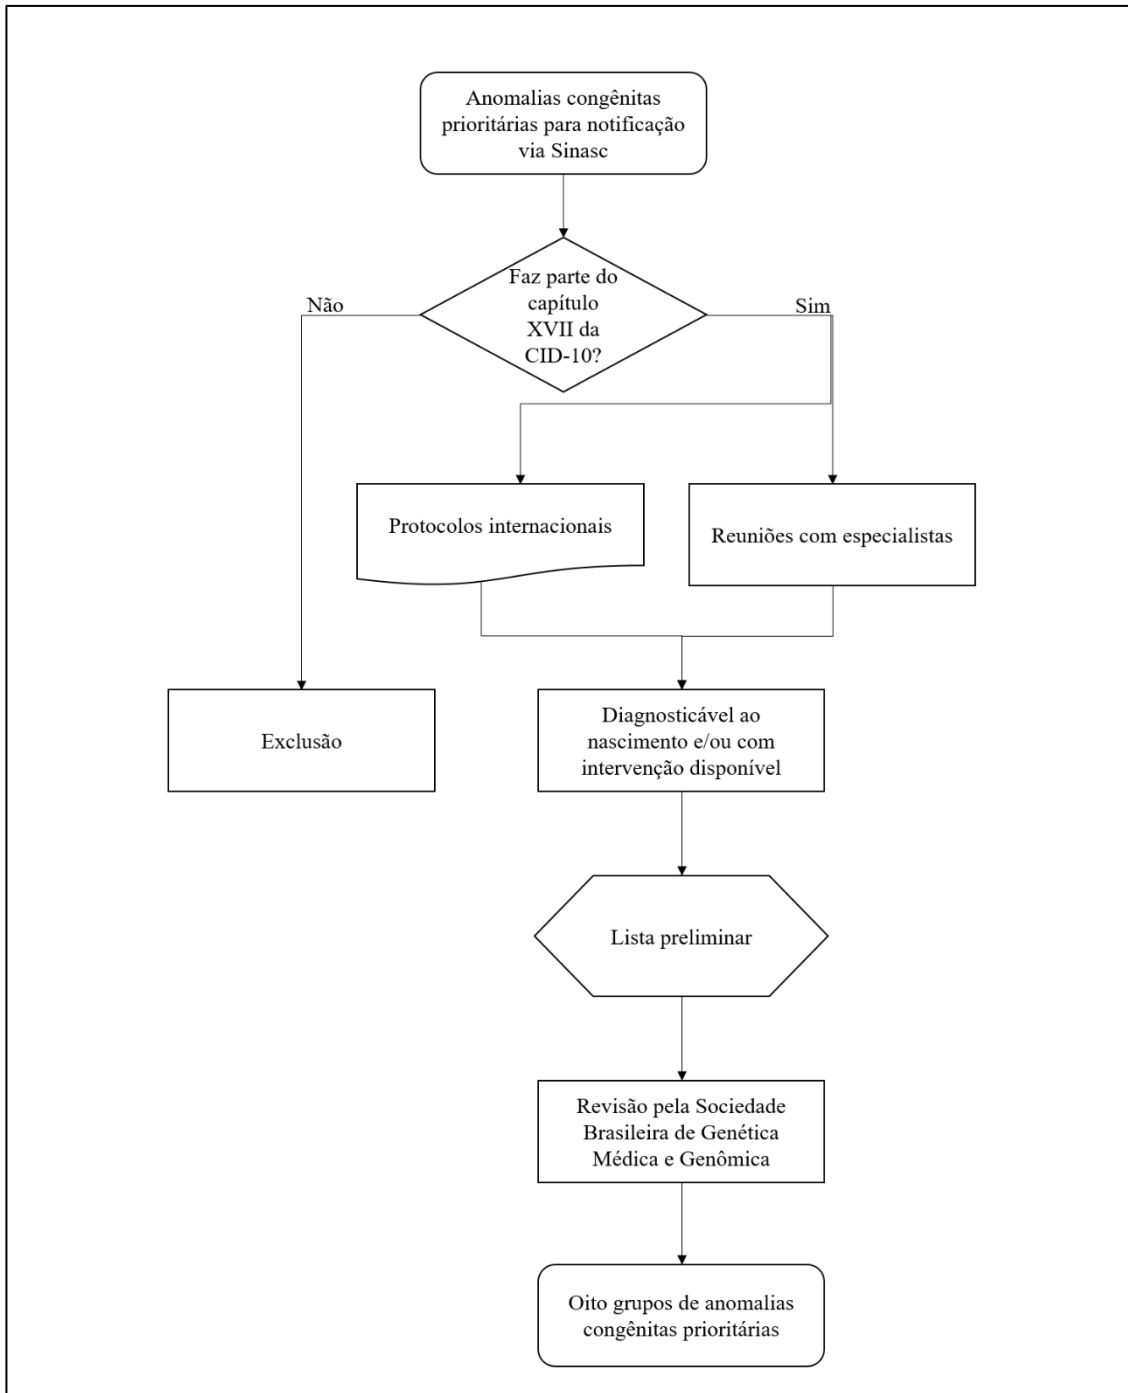 Anomalias congênitas
prioritárias para notificação
via Sinasc
Faz parte do
capítulo
XVII da
CID-10?
Não
Sim
Protocolos internacionais
Reuniões com especialistas
Exclusão
Diagnosticável ao
nascimento e/ou com
intervenção disponível
Lista preliminar
Revisão pela Sociedade
Brasileira de Genética
Médica e Genômica
Oito grupos de anomalias
congênitas prioritárias